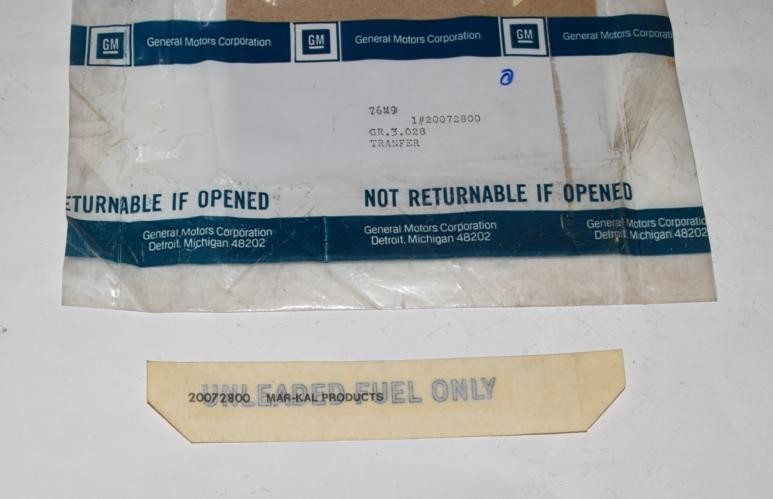 GM General Motors Corporation GM General Motors Corporation GM General Motors Corporati
76M9
1#20072800
GR.3.028
TRANFER
ETURNABLE IF OPENED NOT RETURNABLE IF OPENED
General Motors Corporation General Motors Corporation General Motors Corporatio
Detroit, Michigan 48202 Detroit, Michigan 48202 Detroit, Michigan 48202
UNLEADED FUEL ONLY
20072800 MAR-KAL PRODUCTS